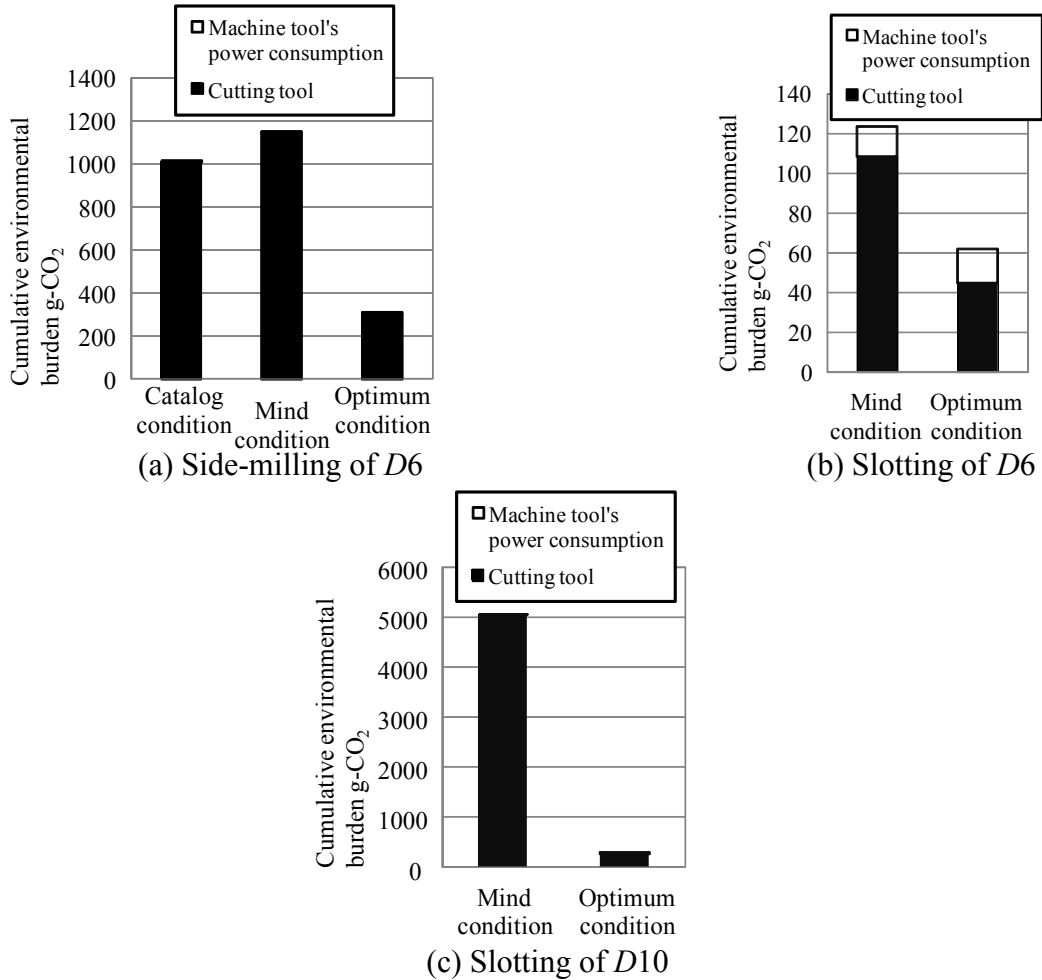 Machine tool's
power consumption
Cutting tool
Cumulative environmental
burden g-CO2
1400
1200
1000
800
600
400
200
0
Catalog
condition
Mind
condition
Optimum
condition
(a) Side-milling of D6
Machine tool's
power consumption
Cutting tool
Cumulative environmental
burden g-CO2
140
120
100
80
60
40
20
0
Mind
condition
Optimum
condition
(b) Slotting of D6
Machine tool's
power consumption
Cutting tool
Cumulative environmental
burden g-CO2
6000
5000
4000
3000
2000
1000
0
Mind
condition
Optimum
condition
(c) Slotting of D10